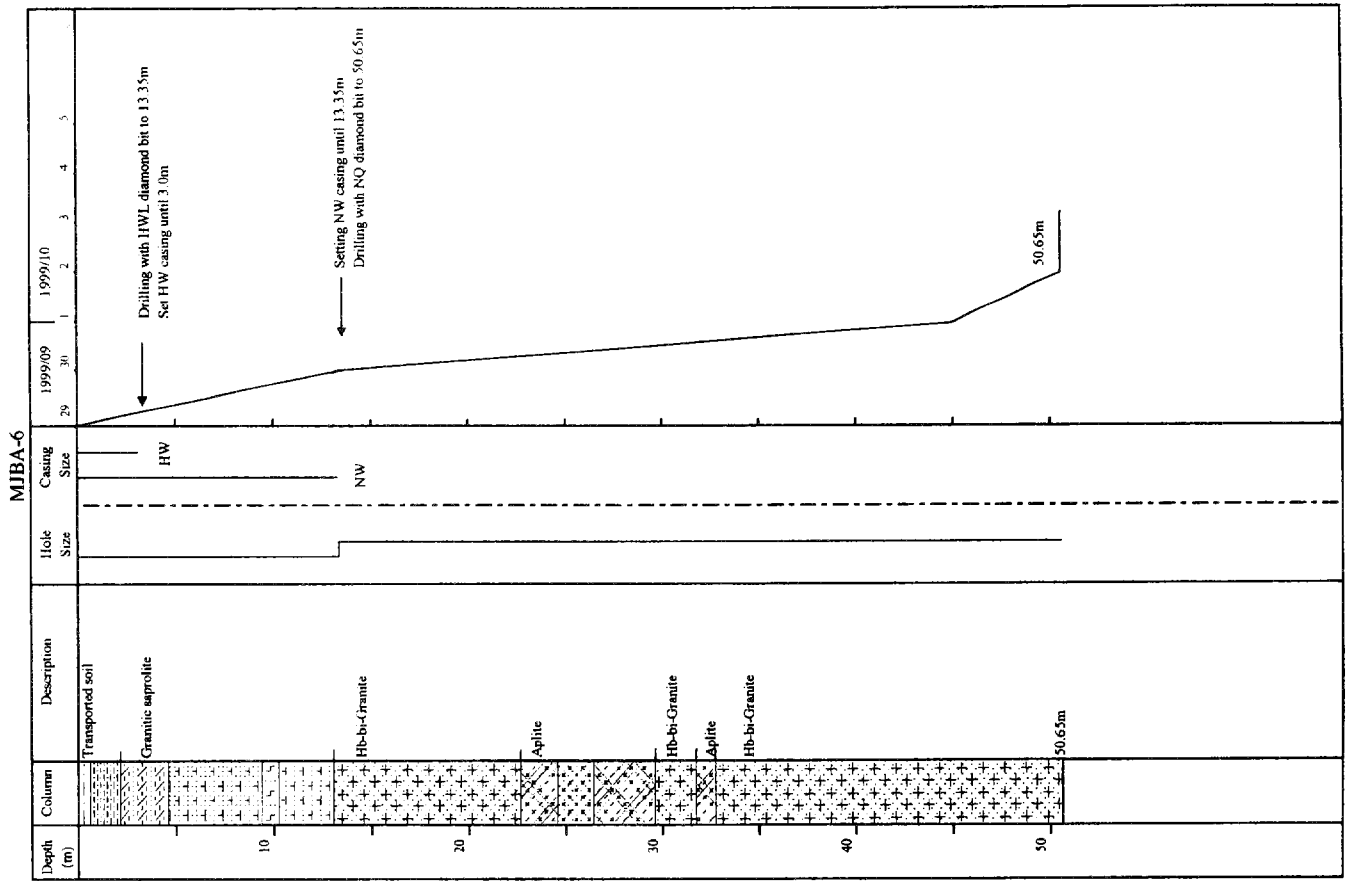 MJBA-6
Depth
(m)
Column
Description
Hole
Size
Casing
Size
1999/09
1999/10
29
30
1
2
3
4
5
Transported soil
Granitic saprolite
Hb-bi-Granite
Aplite
Hb-bi-Granite
Aplite
Hb-bi-Granite
50.65m
10
20
30
40
50
HW
NW
Drilling with HWL diamond bit to 13.35m
Set HW casing until 3.0m
Setting NW casing until 13.35m
Drilling with NQ diamond bit to 50.65m
50.65m